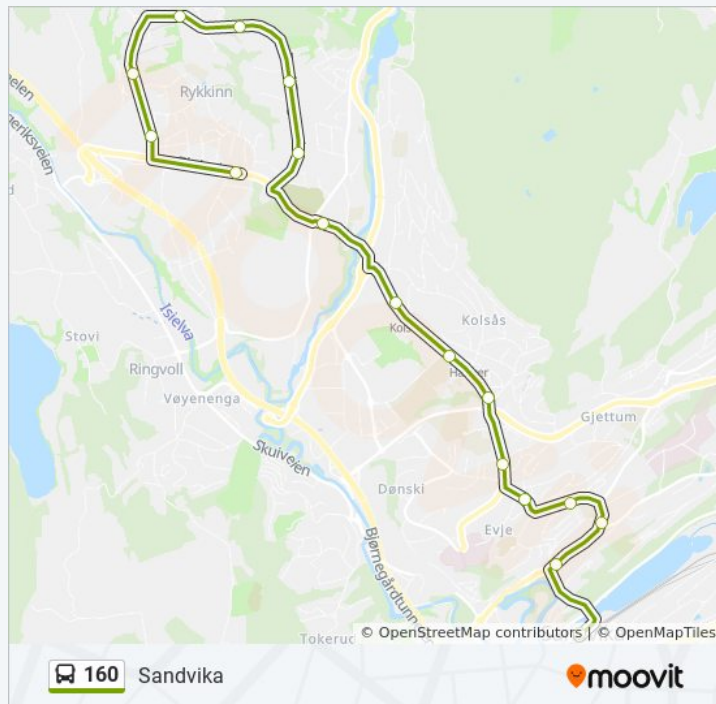 Rykkinn
Isielva
Kolsås
Stovi
Ringvoll
Vøyenenga
Gjettum
Skuiveien
Dønski
Evje
Bjørnegårdtunn
© OpenStreetMap contributors | © OpenMapTiles
160 Sandvika
moovit